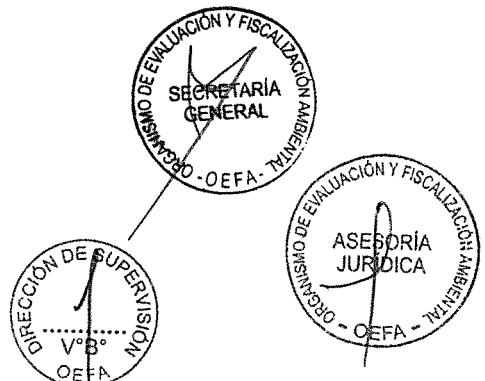 ORGANISMO DE EVALUACIÓN Y FISCALIZACIÓN AMBIENTAL
SECRETARÍA
GENERAL
- OEFA -
ORGANISMO DE EVALUACIÓN Y FISCALIZACIÓN AMBIENTAL
ASESORÍA
JURÍDICA
- OEFA -
DIRECCIÓN DE SUPERVISIÓN
V°B°
OEFA